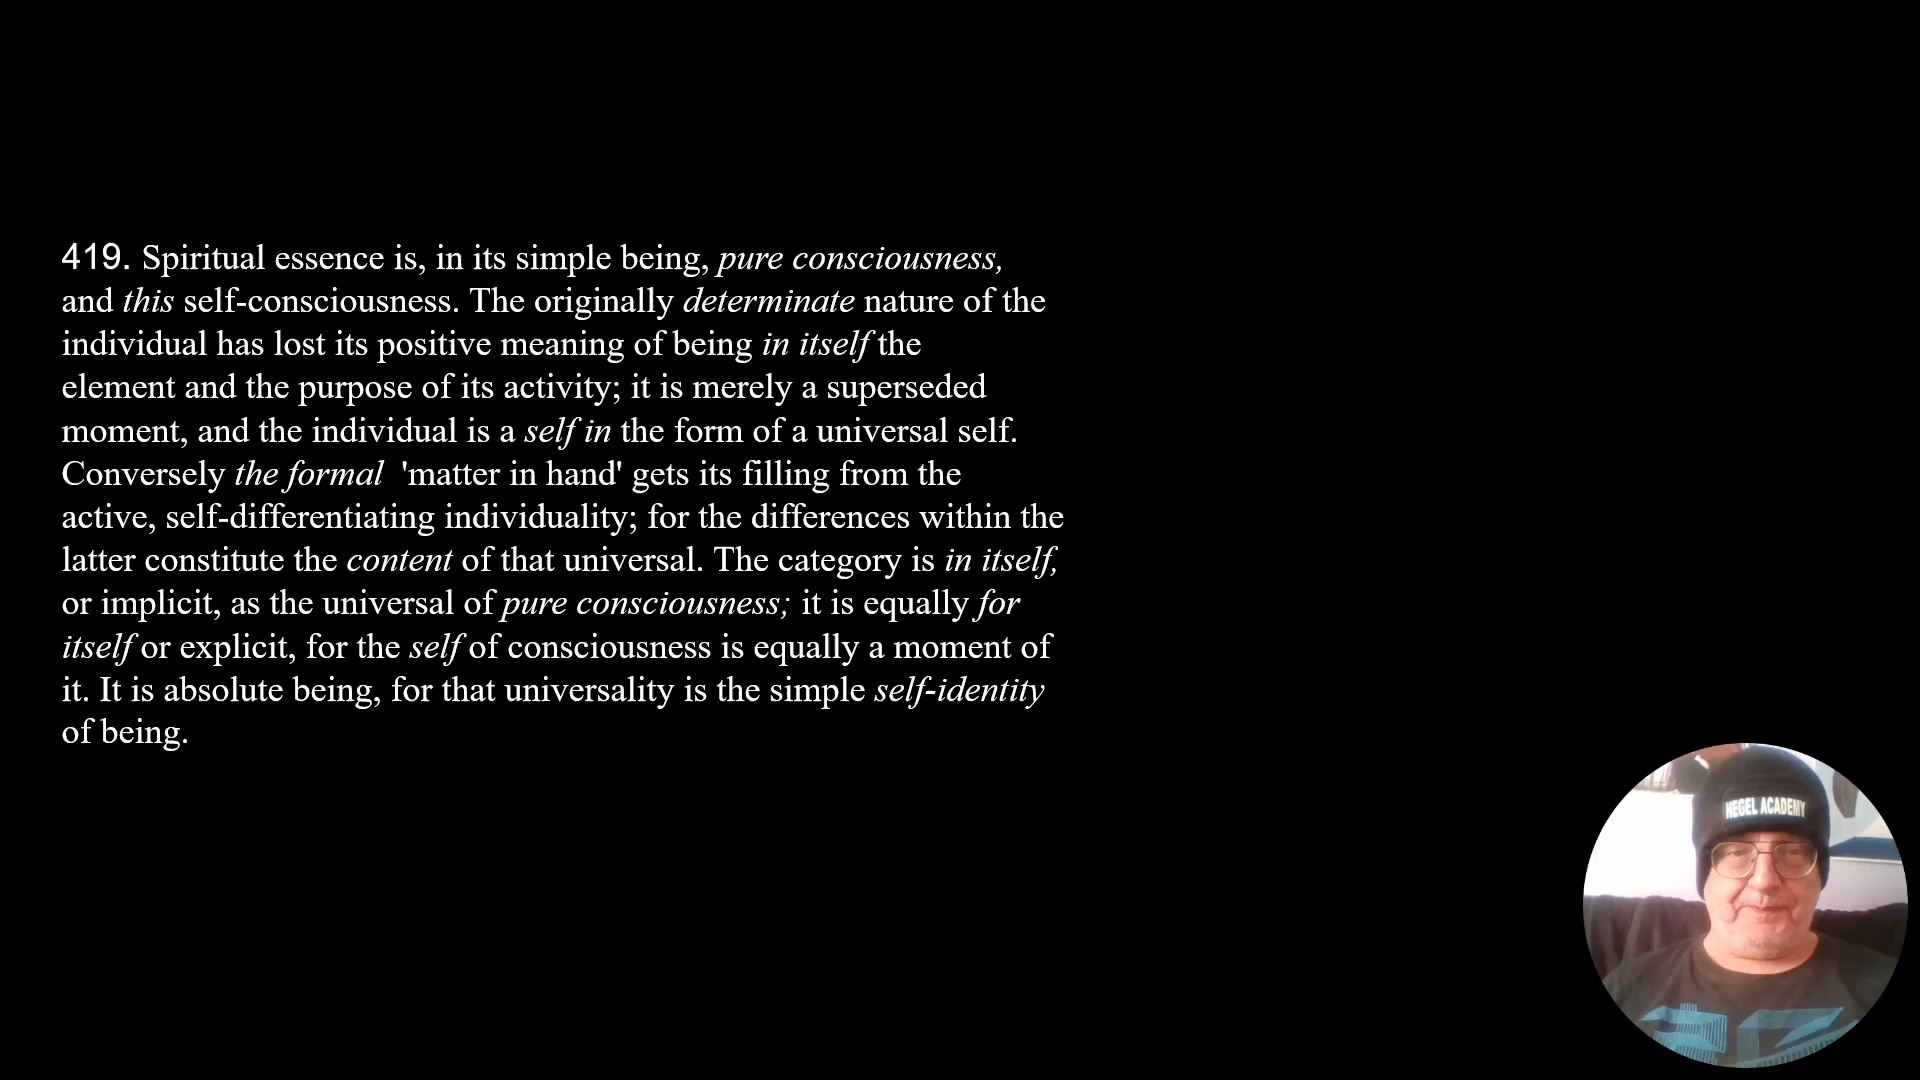 419. Spiritual essence is, in its simple being, pure consciousness,
and this self-consciousness. The originally determinate nature of the
individual has lost its positive meaning of being in itself the
element and the purpose of its activity; it is merely a superseded
moment, and the individual is a self in the form of a universal self.
Conversely the formal 'matter in hand' gets its filling from the
active, self-differentiating individuality; for the differences within the
latter constitute the content of that universal. The category is in itself,
or implicit, as the universal of pure consciousness; it is equally for
itself or explicit, for the self of consciousness is equally a moment of
it. It is absolute being, for that universality is the simple self-identity
of being.
HEGEL ACADEMY